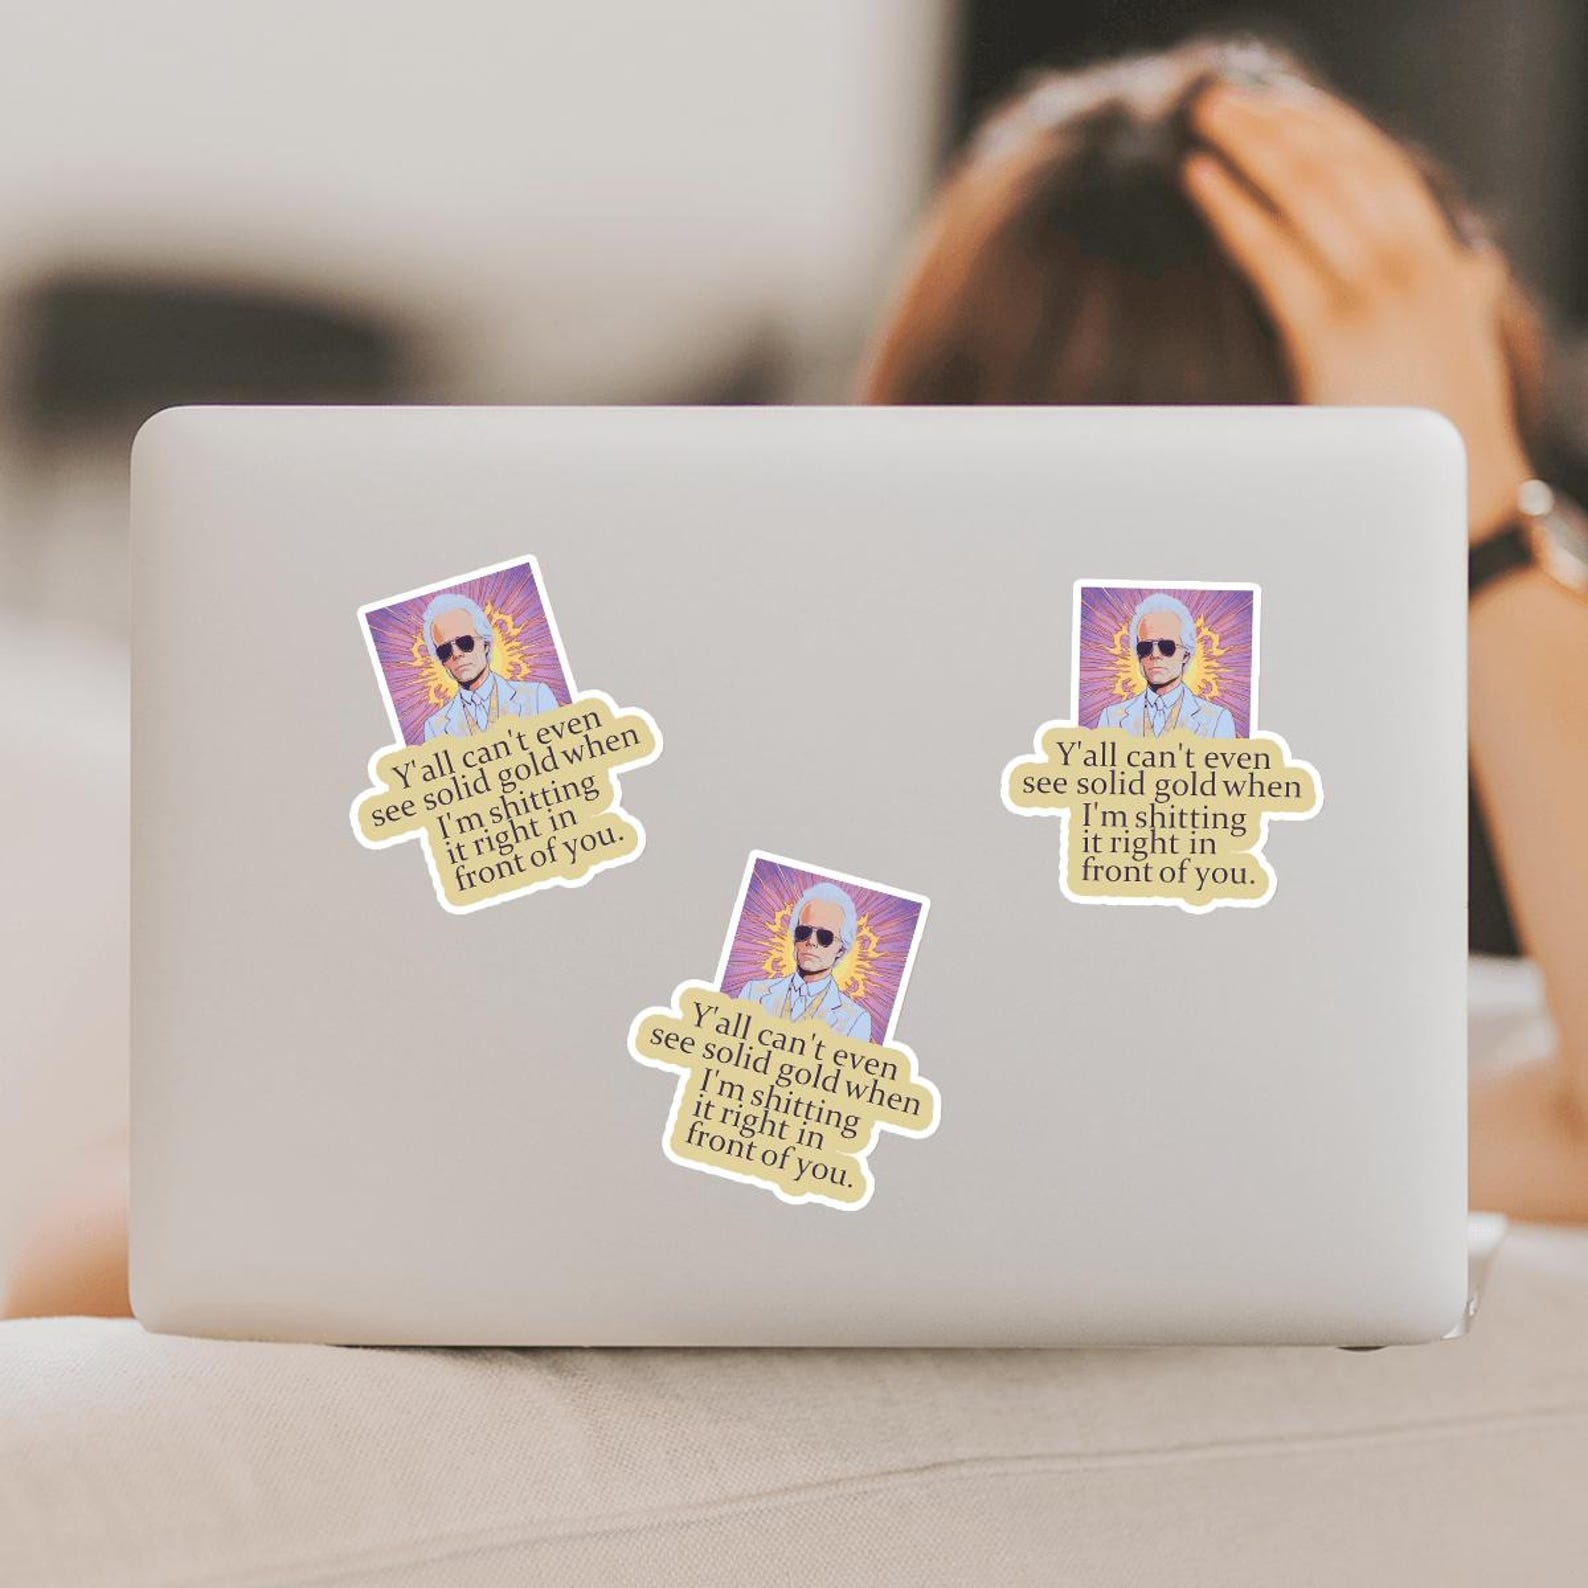 Y'all can't even
see solid gold when
I'm shitting
it right in
front of you.
Y'all can't even
see solid gold when
I'm shitting
it right in
front of you.
Y'all can't even
see solid gold when
I'm shitting
it right in
front of you.